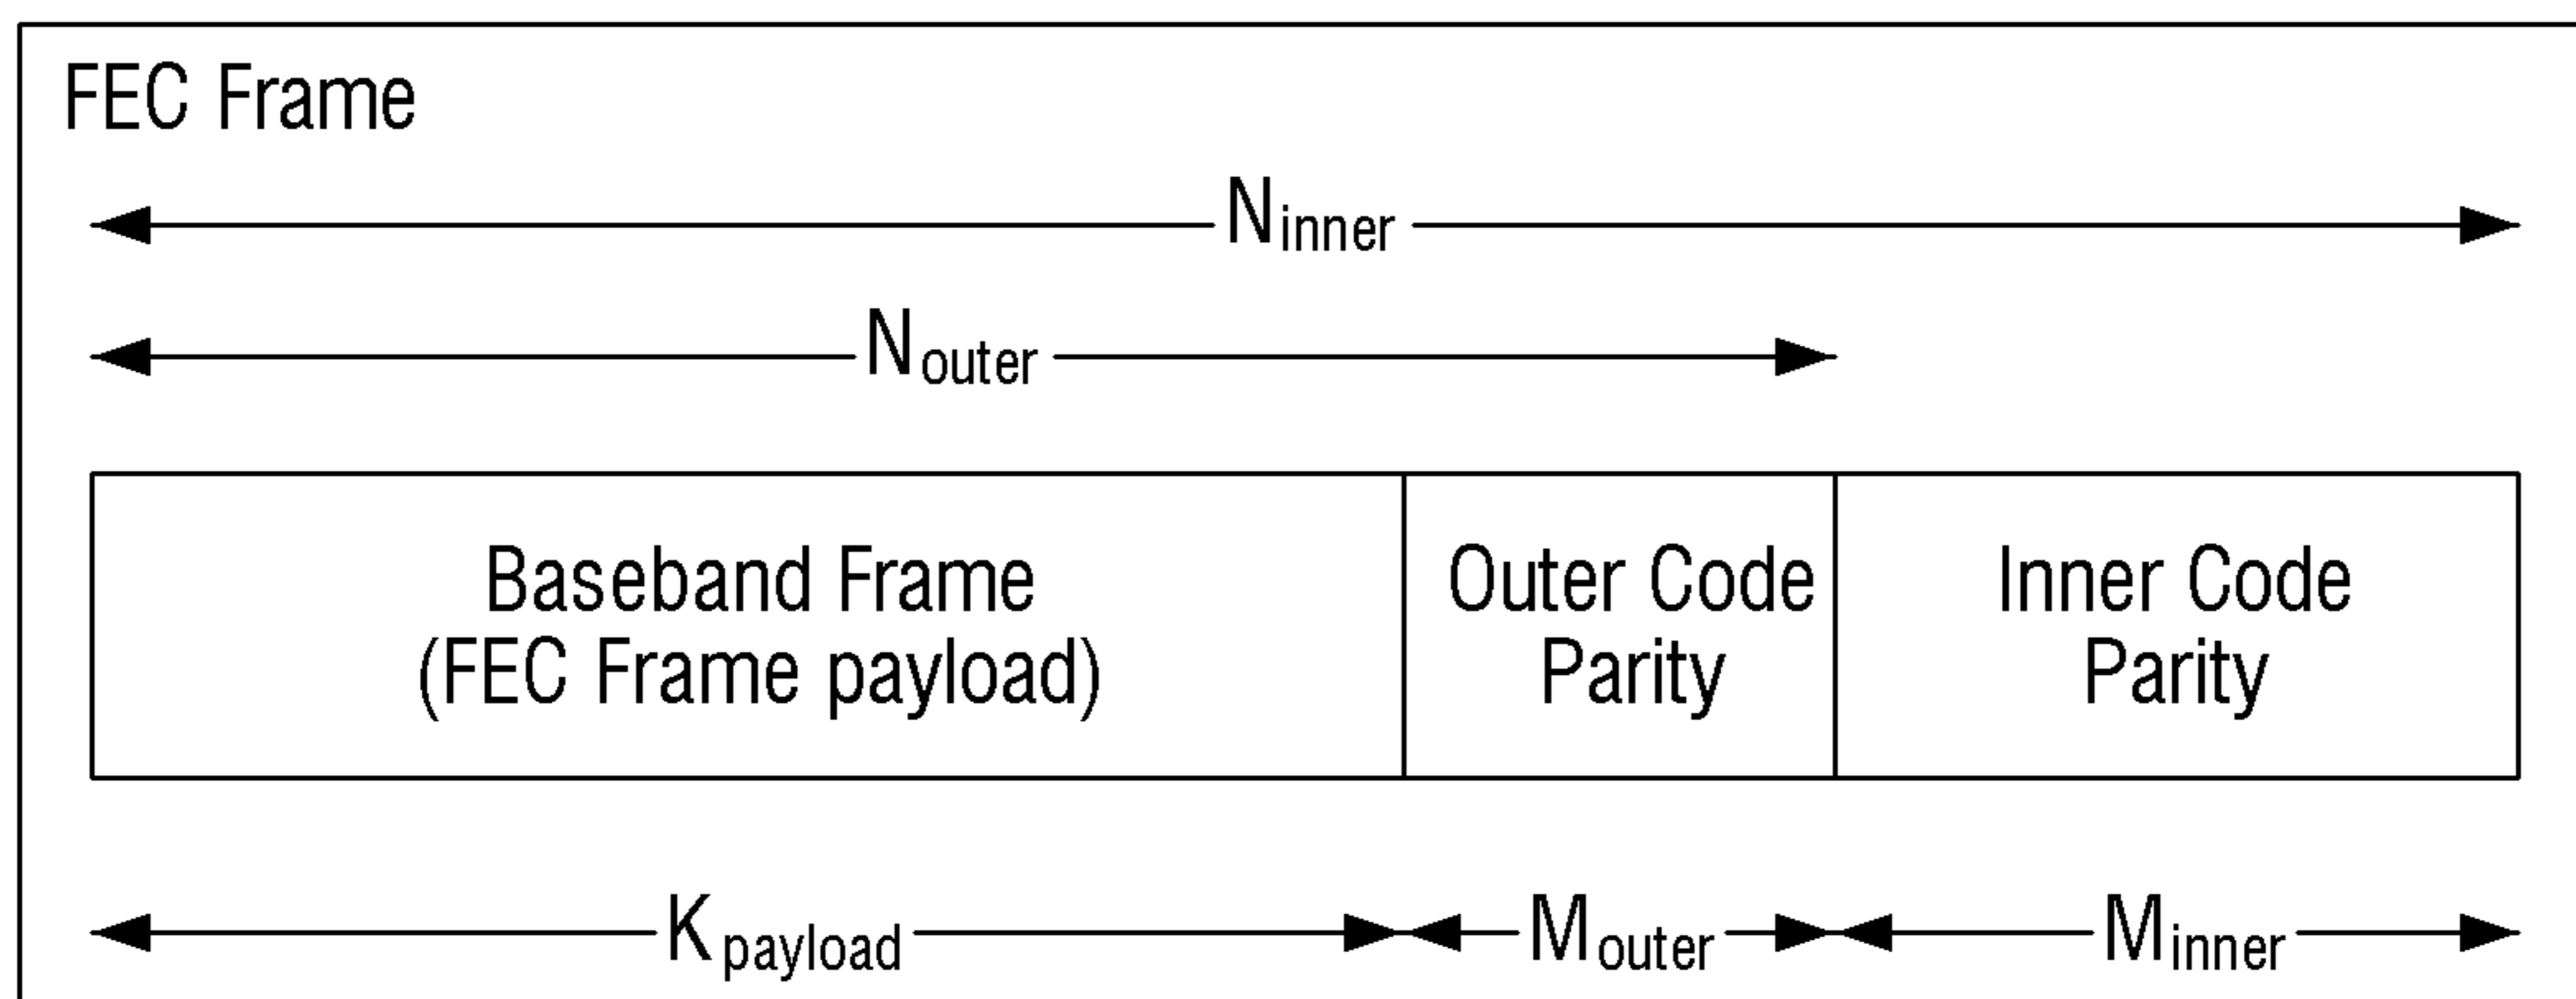 FEC Frame
Ninner
Nouter
Baseband Frame
(FEC Frame payload)
Outer Code
Parity
Inner Code
Parity
Kpayload
Mouter
Minner